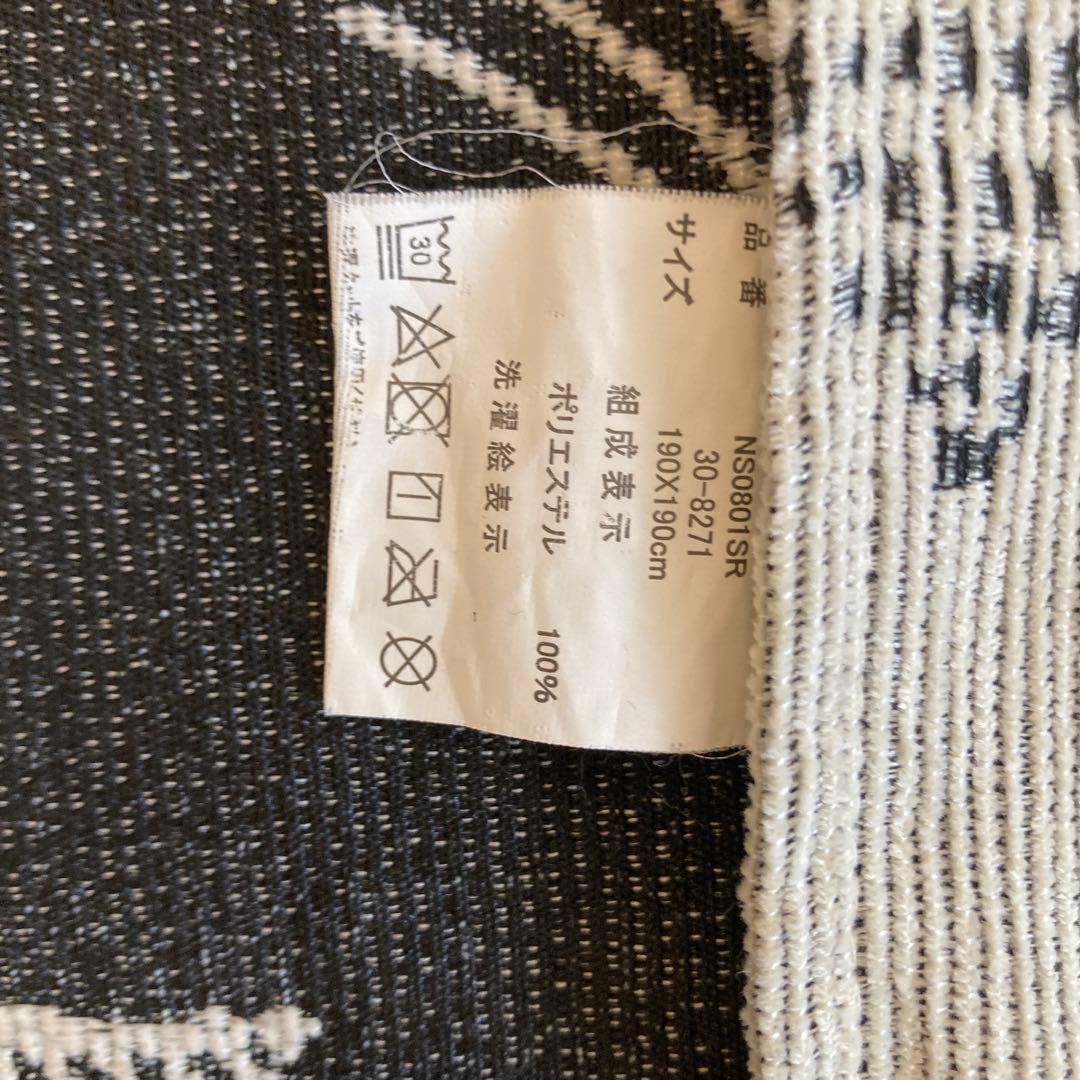 品番 NS0801SR
30-8271
サイズ 190X190cm
組成表示
ポリエステル 100%
洗濯絵表示
30